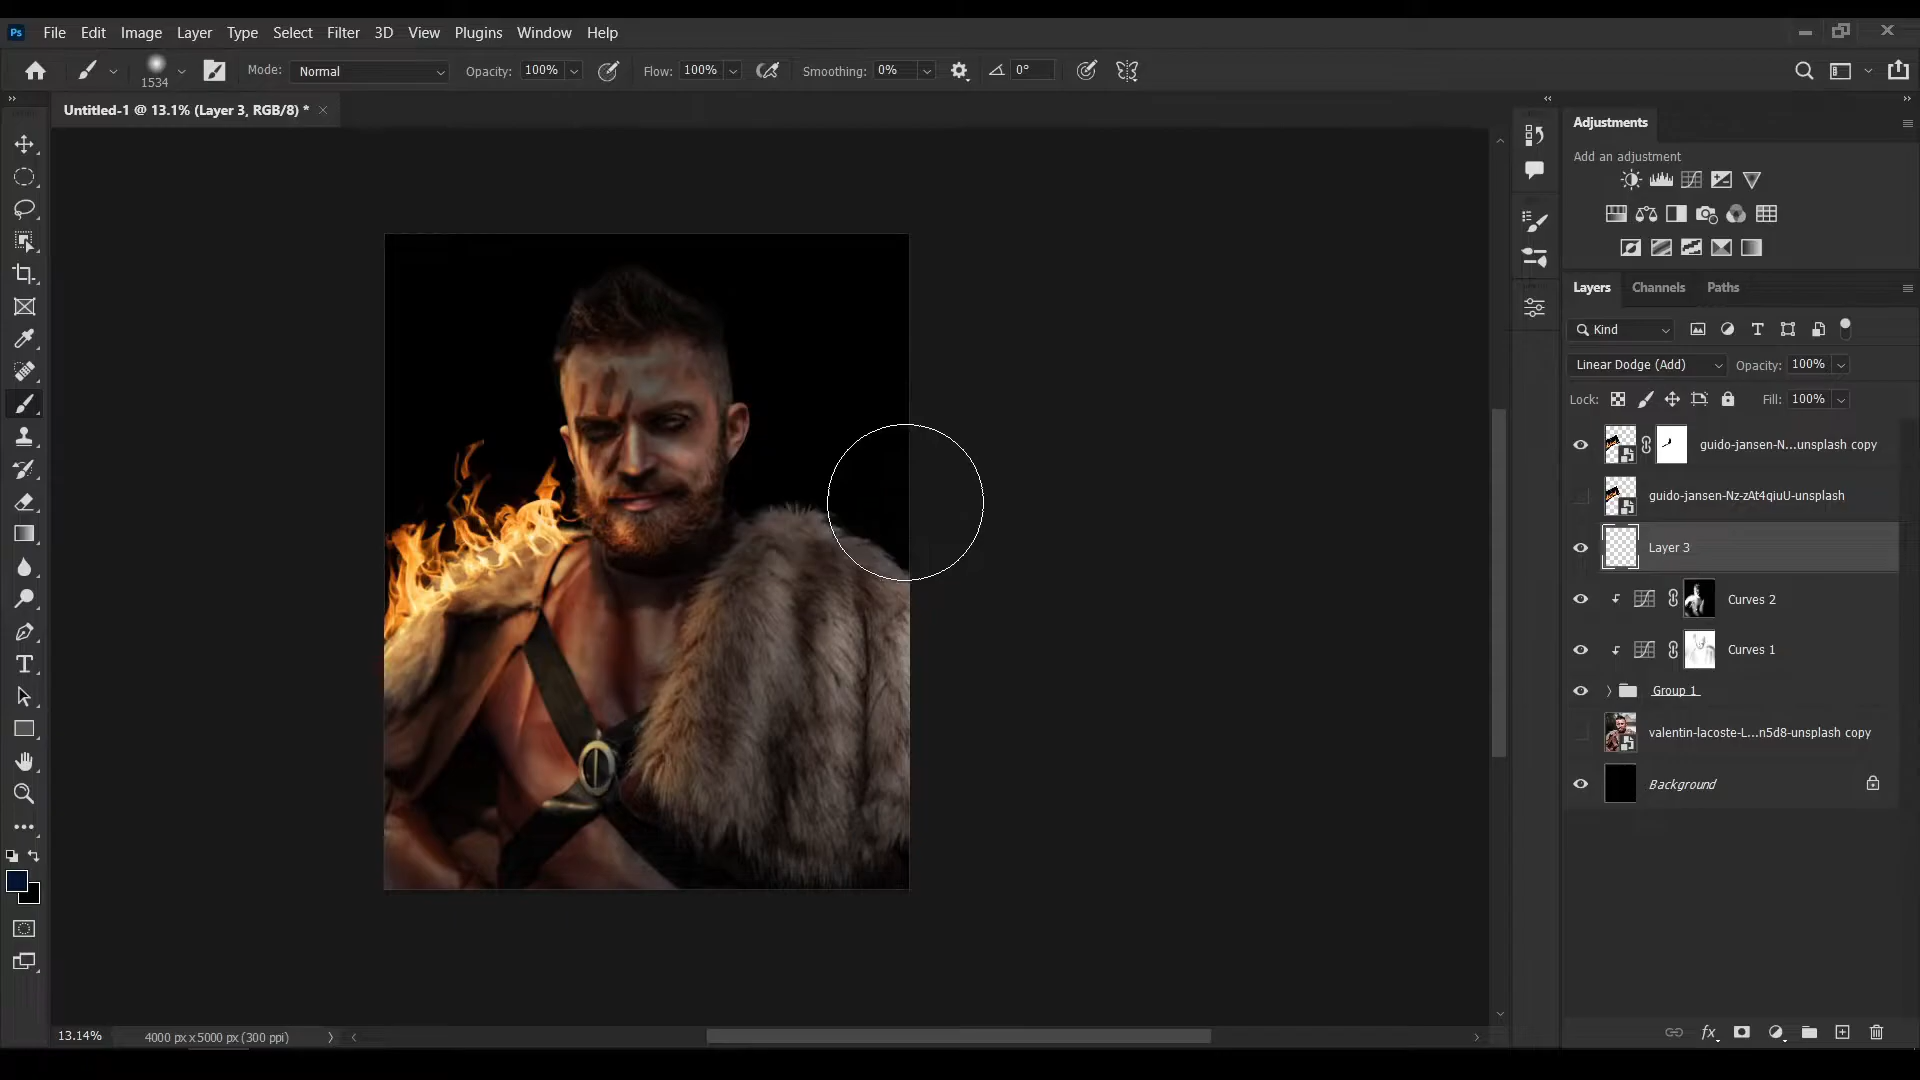 Ps File Edit Image Layer Type Select Filter 3D View Plugins Window Help
1534 Mode: Normal Opacity: 100% Flow: 100% Smoothing: 0% 0°
Untitled-1 @ 13.1% (Layer 3, RGB/8) *
Adjustments
Add an adjustment
Layers Channels Paths
Kind
Linear Dodge (Add) Opacity: 100%
Lock: Fill: 100%
guido-jansen-N...unsplash copy
guido-jansen-Nz-zAt4qiuU-unsplash
Layer 3
Curves 2
Curves 1
Group 1
valentin-lacoste-L...n5d8-unsplash copy
Background
13.14% 4000 px x 5000 px (300 ppi)
fx